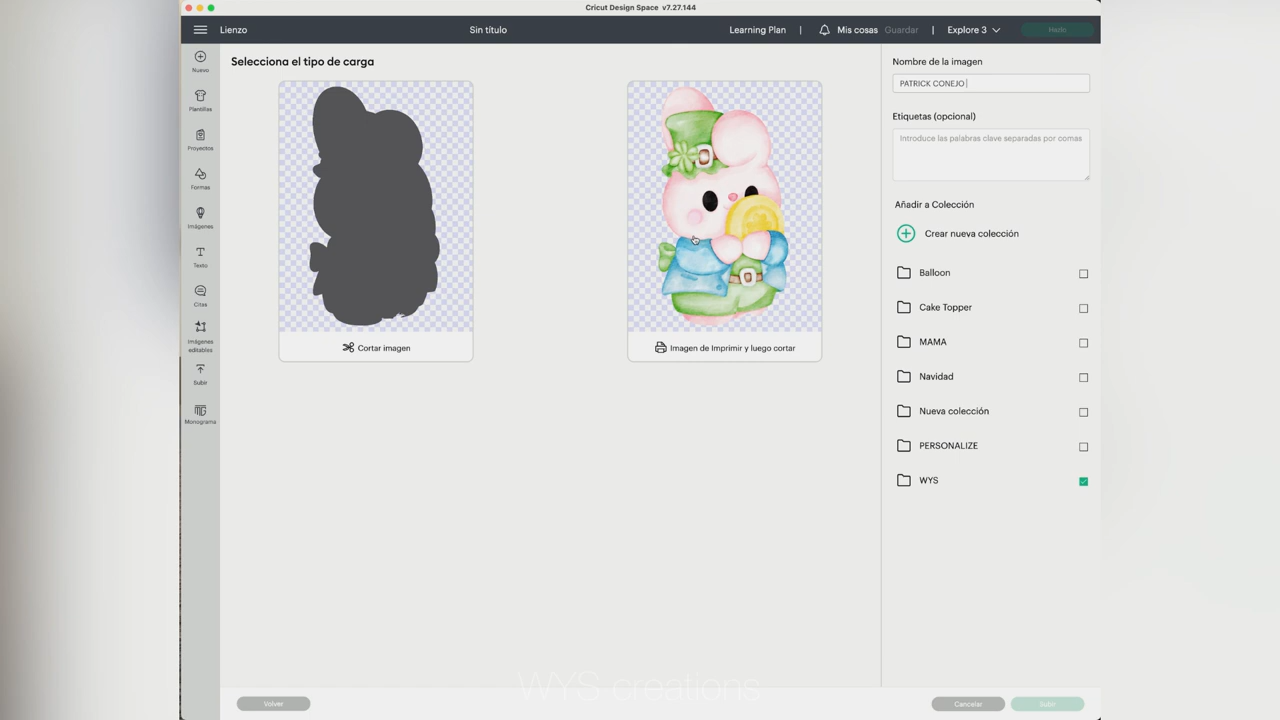 Cricut Design Space v7.27.144
Lienzo
Sin título
Learning Plan | Mis cosas Guardar | Explore 3
Hazlo
Nuevo
Plantillas
Proyectos
Formas
Imágenes
Texto
Citas
Imágenes
editables
Subir
Monograma
Selecciona el tipo de carga
Cortar imagen
Imagen de Imprimir y luego cortar
Nombre de la imagen
PATRICK CONEJO
Etiquetas (opcional)
Introduce las palabras clave separadas por comas
Añadir a Colección
Crear nueva colección
Balloon
Cake Topper
MAMA
Navidad
Nueva colección
PERSONALIZE
WYS
WYS creations
Volver
Cancelar
Subir